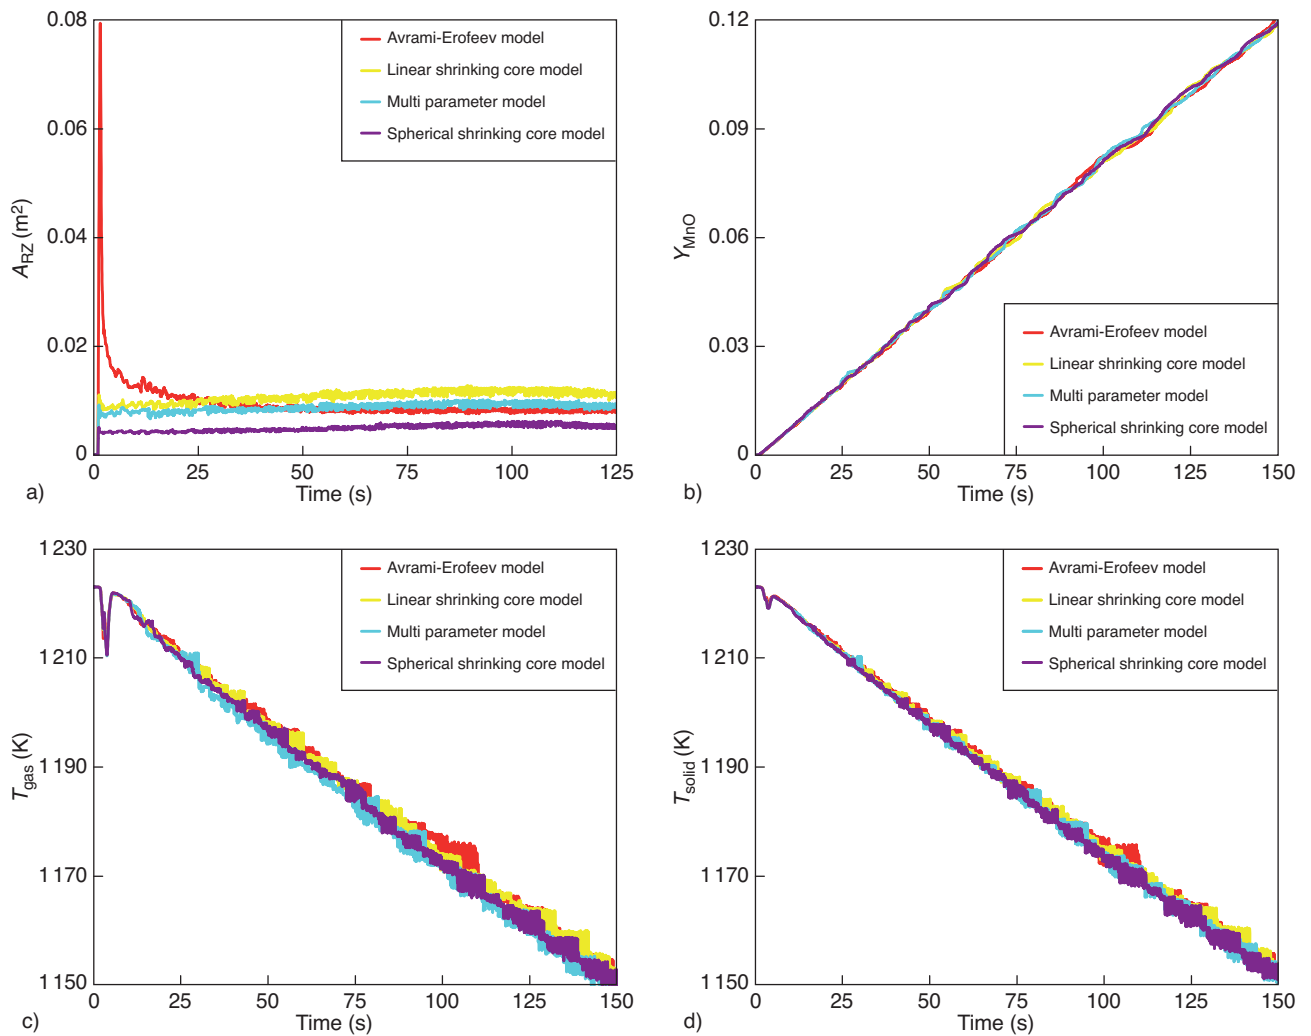 0.08
0.08
0.04
0.02
0
A_RZ (m²)
Avrami-Erofeev model
Linear shrinking core model
Multi parameter model
Spherical shrinking core model
0 25 50 75 100 125
Time (s)
a)
0.12
0.09
0.06
0.03
0
Y_MnO
Avrami-Erofeev model
Linear shrinking core model
Multi parameter model
Spherical shrinking core model
0 25 50 75 100 125 150
Time (s)
b)
1 230
1 210
1 190
1 170
1 150
T_gas (K)
Avrami-Erofeev model
Linear shrinking core model
Multi parameter model
Spherical shrinking core model
0 25 50 75 100 125 150
Time (s)
c)
1 230
1 210
1 190
1 170
1 150
T_solid (K)
Avrami-Erofeev model
Linear shrinking core model
Multi parameter model
Spherical shrinking core model
0 25 50 75 100 125 150
Time (s)
d)